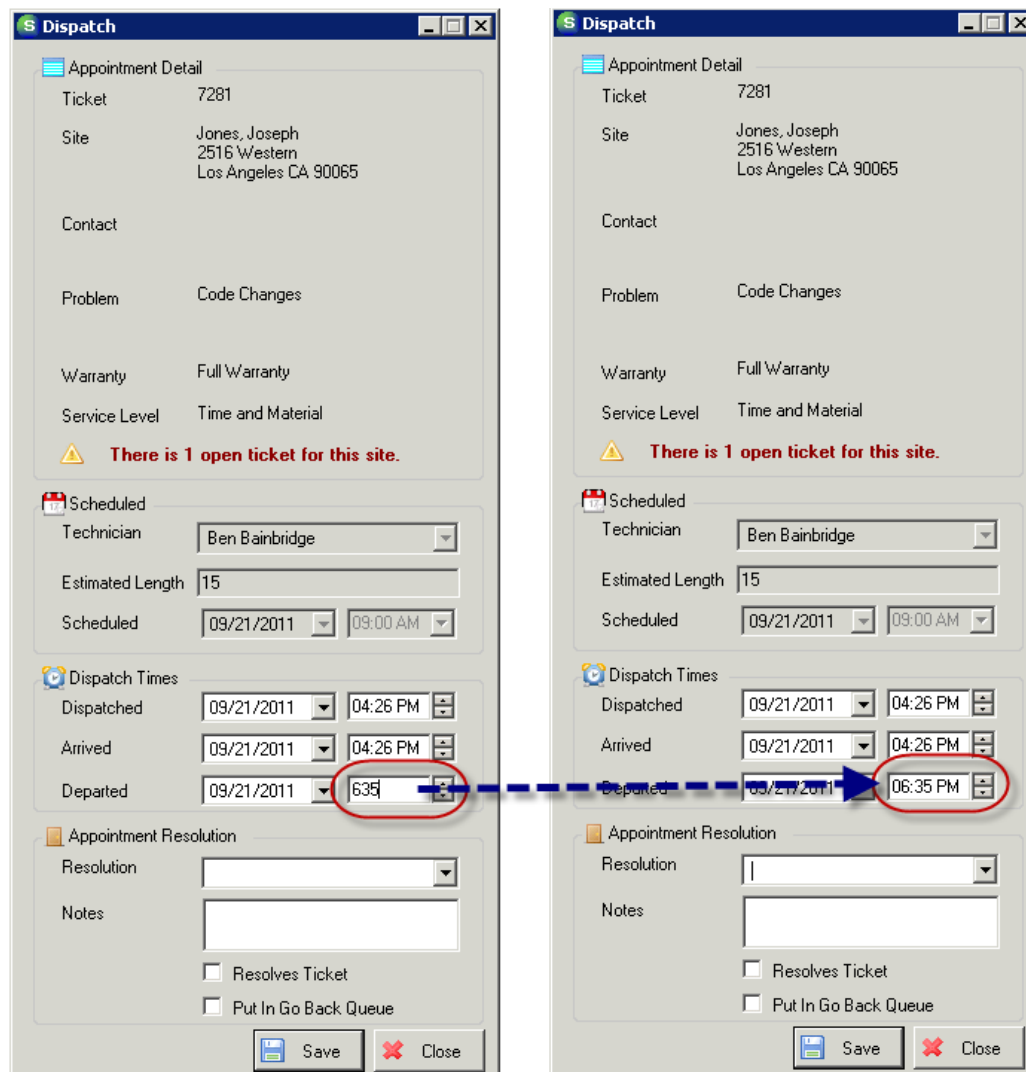 Dispatch
Appointment Detail
Ticket 7281
Site Jones, Joseph
2516 Western
Los Angeles CA 90065
Contact
Problem Code Changes
Warranty Full Warranty
Service Level Time and Material
There is 1 open ticket for this site.
Scheduled
Technician Ben Bainbridge
Estimated Length 15
Scheduled 09/21/2011 09:00 AM
Dispatch Times
Dispatched 09/21/2011 04:26 PM
Arrived 09/21/2011 04:26 PM
Departed 09/21/2011 635
Appointment Resolution
Resolution
Notes
Resolves Ticket
Put In Go Back Queue
Save Close
Dispatch
Appointment Detail
Ticket 7281
Site Jones, Joseph
2516 Western
Los Angeles CA 90065
Contact
Problem Code Changes
Warranty Full Warranty
Service Level Time and Material
There is 1 open ticket for this site.
Scheduled
Technician Ben Bainbridge
Estimated Length 15
Scheduled 09/21/2011 09:00 AM
Dispatch Times
Dispatched 09/21/2011 04:26 PM
Arrived 09/21/2011 04:26 PM
Departed 09/21/2011 06:35 PM
Appointment Resolution
Resolution
Notes
Resolves Ticket
Put In Go Back Queue
Save Close